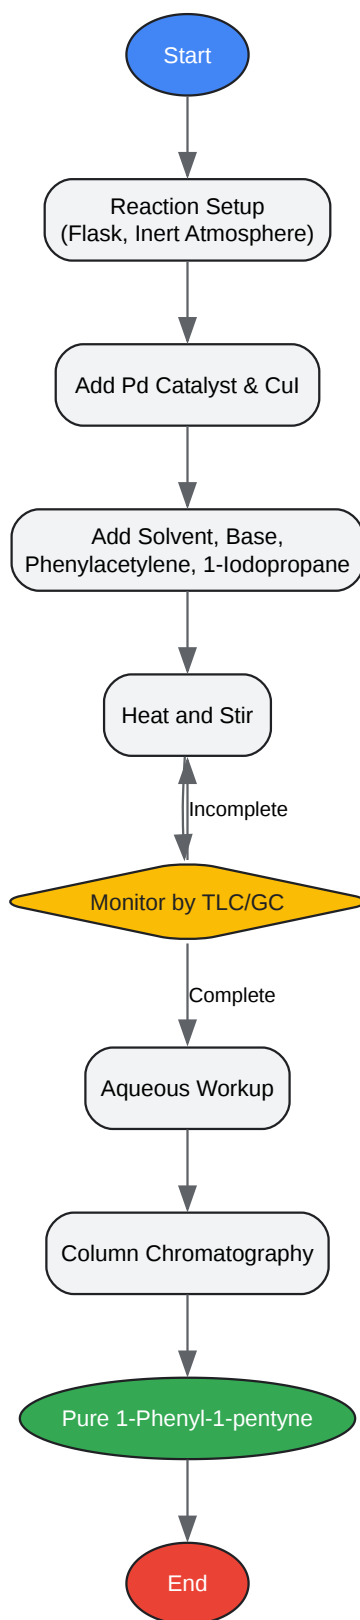 Start
Reaction Setup
(Flask, Inert Atmosphere)
Add Pd Catalyst & CuI
Add Solvent, Base,
Phenylacetylene, 1-Iodopropane
Heat and Stir
Incomplete
Monitor by TLC/GC
Complete
Aqueous Workup
Column Chromatography
Pure 1-Phenyl-1-pentyne
End